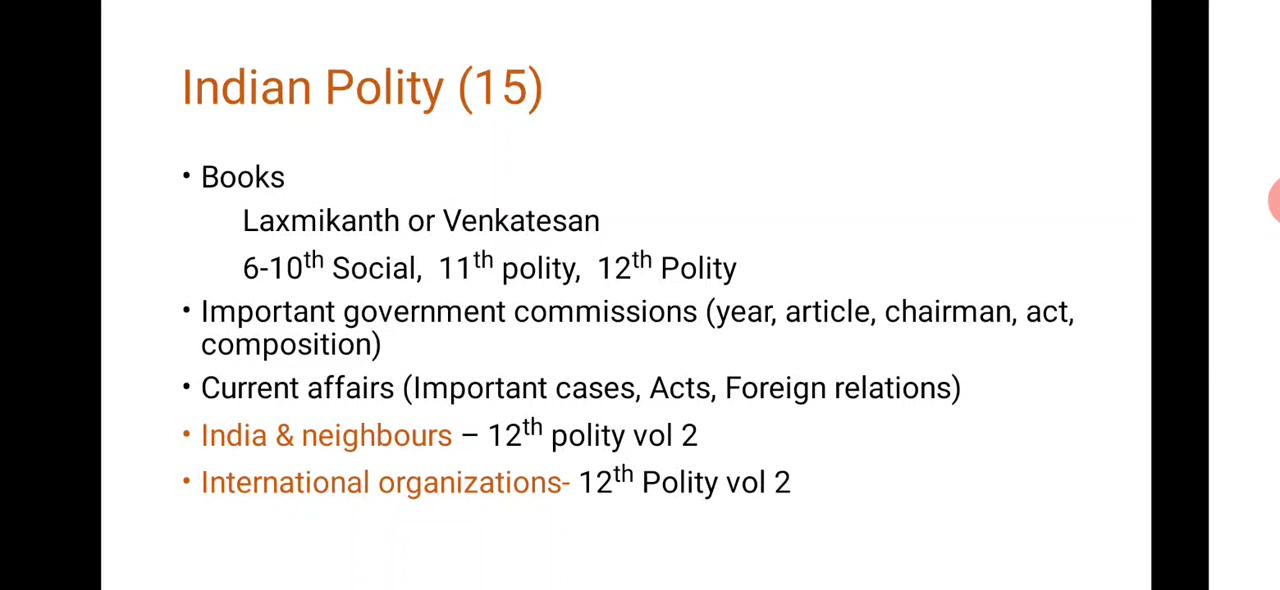 Indian Polity (15)
• Books
Laxmikanth or Venkatesan
6-10th Social, 11th polity, 12th Polity
• Important government commissions (year, article, chairman, act,
composition)
• Current affairs (Important cases, Acts, Foreign relations)
• India & neighbours – 12th polity vol 2
• International organizations- 12th Polity vol 2